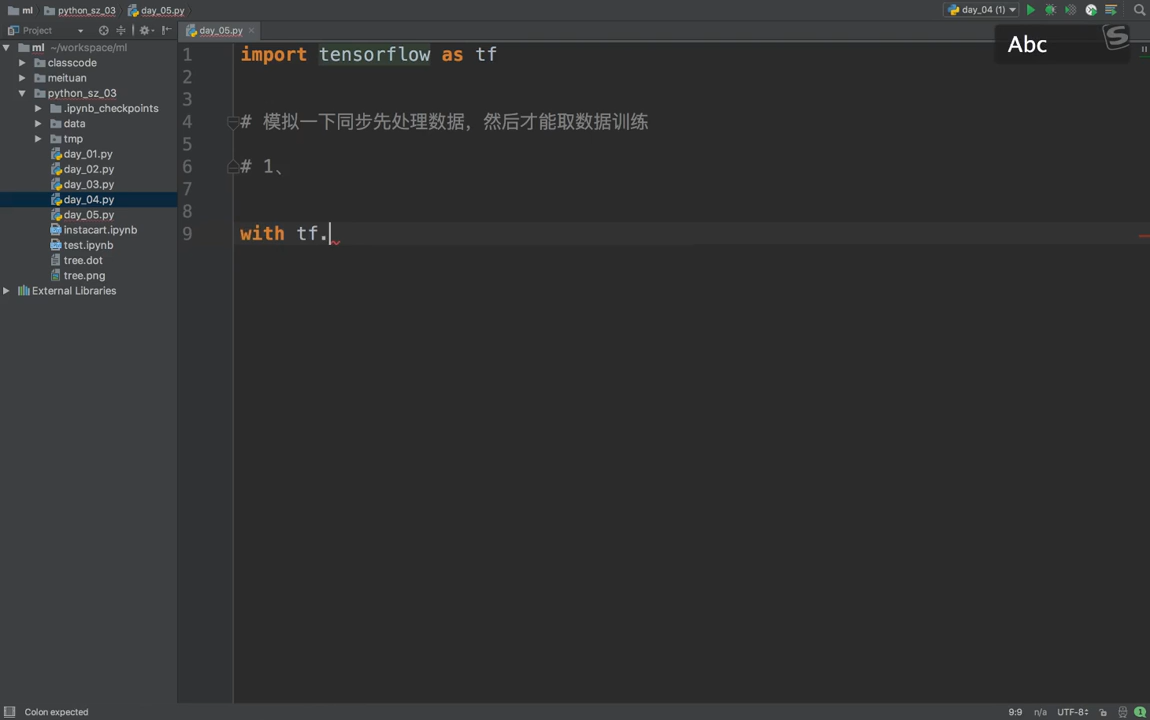 ml
python_sz_03
day_05.py
day_04 (1)
Project
day_05.py
Abc
ml ~/workspace/ml
classcode
meituan
python_sz_03
.ipynb_checkpoints
data
tmp
day_01.py
day_02.py
day_03.py
day_04.py
day_05.py
instacart.ipynb
test.ipynb
tree.dot
tree.png
External Libraries
1 import tensorflow as tf
2
3
4 # 模拟一下同步先处理数据，然后才能取数据训练
5
6 # 1、
7
8
9 with tf.
Colon expected
9:9 n/a UTF-8 1